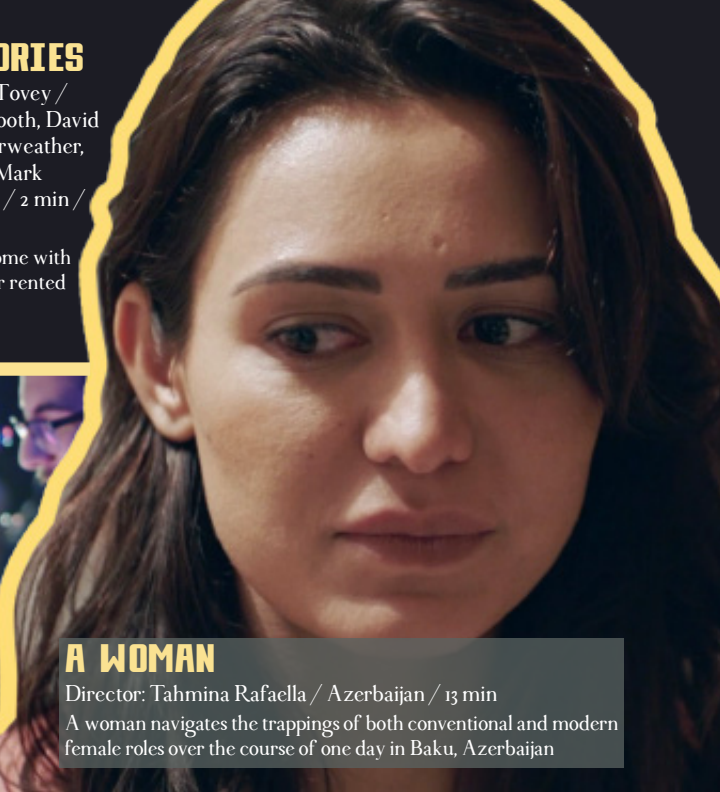 ORIES
Tovey /
ooth, David
rweather,
Mark
/ 2 min /
ome with
r rented
A WOMAN
Director: Tahmina Rafaella / Azerbaijan / 13 min
A woman navigates the trappings of both conventional and modern
female roles over the course of one day in Baku, Azerbaijan